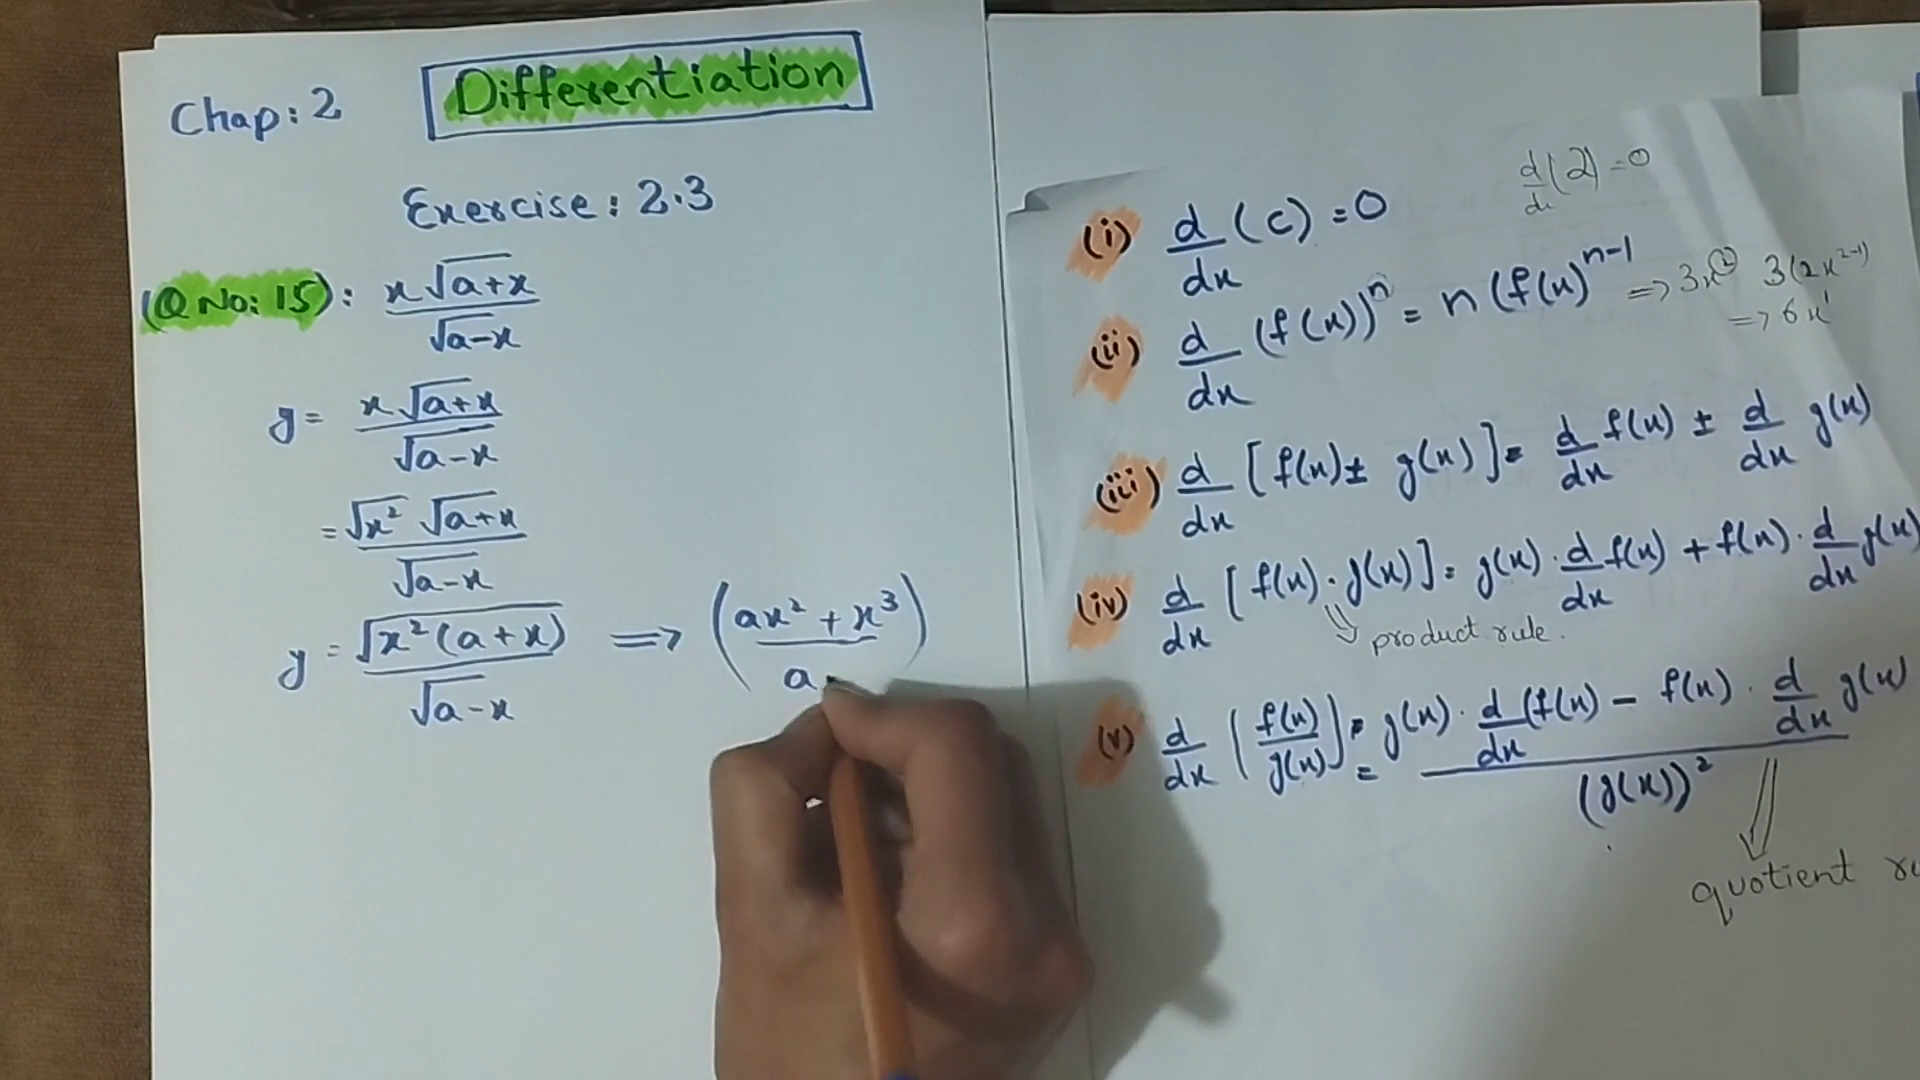 Chap: 2 Differentiation
Exercise: 2.3
(Q No: 15): x√a+x / √a-x
y = x√a+x / √a-x
= √x² √a+x / √a-x
y = √x²(a+x) / √a-x => (ax² + x³ / a
d/dx (2) = 0
(i) d/dx (c) = 0
(ii) d/dx (f(x))ⁿ = n (f(x)ⁿ⁻¹ => 3x² 3(2x²⁻¹)
=> 6x¹
(iii) d/dx [f(x) ± g(x)] = d/dx f(x) ± d/dx g(x)
(iv) d/dx [f(x) · g(x)] = g(x) · d/dx f(x) + f(x) · d/dx g(x)
product rule.
(v) d/dx (f(x)/g(x)) = g(x) · d/dx (f(x) - f(x) · d/dx g(x) / (g(x))²
quotient